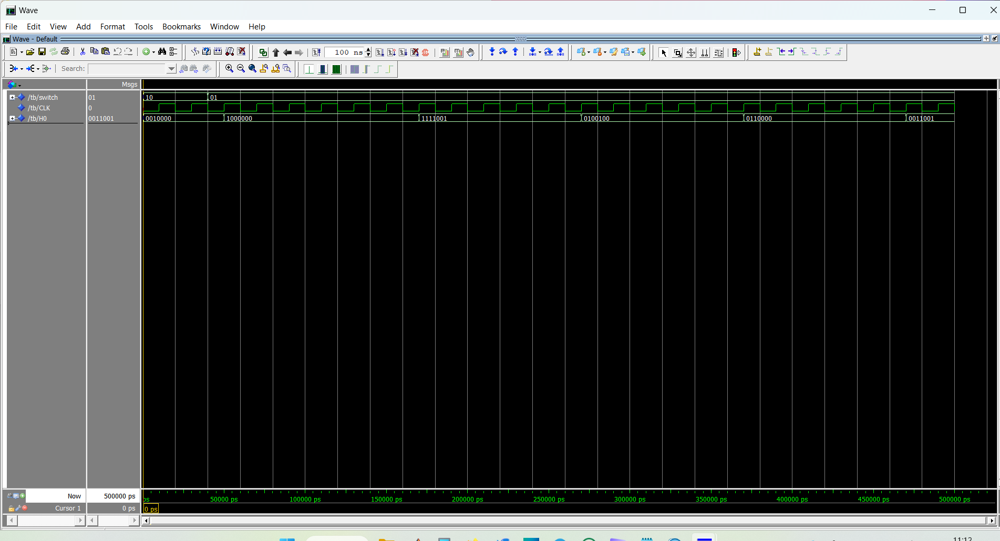 Wave
File Edit View Add Format Tools Bookmarks Window Help
Wave - Default
100 ns
Search:
Msgs
/tb/switch 01 10 01
/tb/CLK 0
/tb/H0 0011001 0010000 1000000 1111001 0100100 0110000 0011001
Now 500000 ps ps 50000 ps 100000 ps 150000 ps 200000 ps 250000 ps 300000 ps 350000 ps 400000 ps 450000 ps 500000 ps
Cursor 1 0 ps 0 ps
11:12